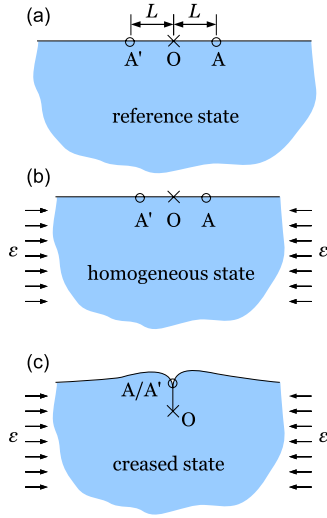 (a)
L L
A' O A
reference state
(b)
A' O A
ε ε
homogeneous state
(c)
A/A'
O
ε ε
creased state